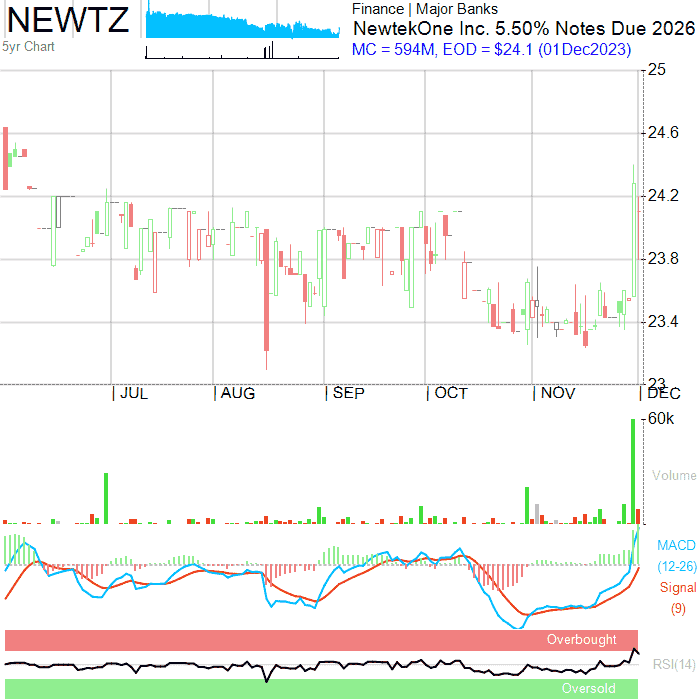 NEWTZ
5yr Chart
Finance | Major Banks
NewtekOne Inc. 5.50% Notes Due 2026
MC = 594M, EOD = $24.1 (01Dec2023)
25
24.6
24.2
23.8
23.4
23
JUL AUG SEP OCT NOV DEC
60k
Volume
MACD
(12-26)
Signal
(9)
Overbought
RSI(14)
Oversold